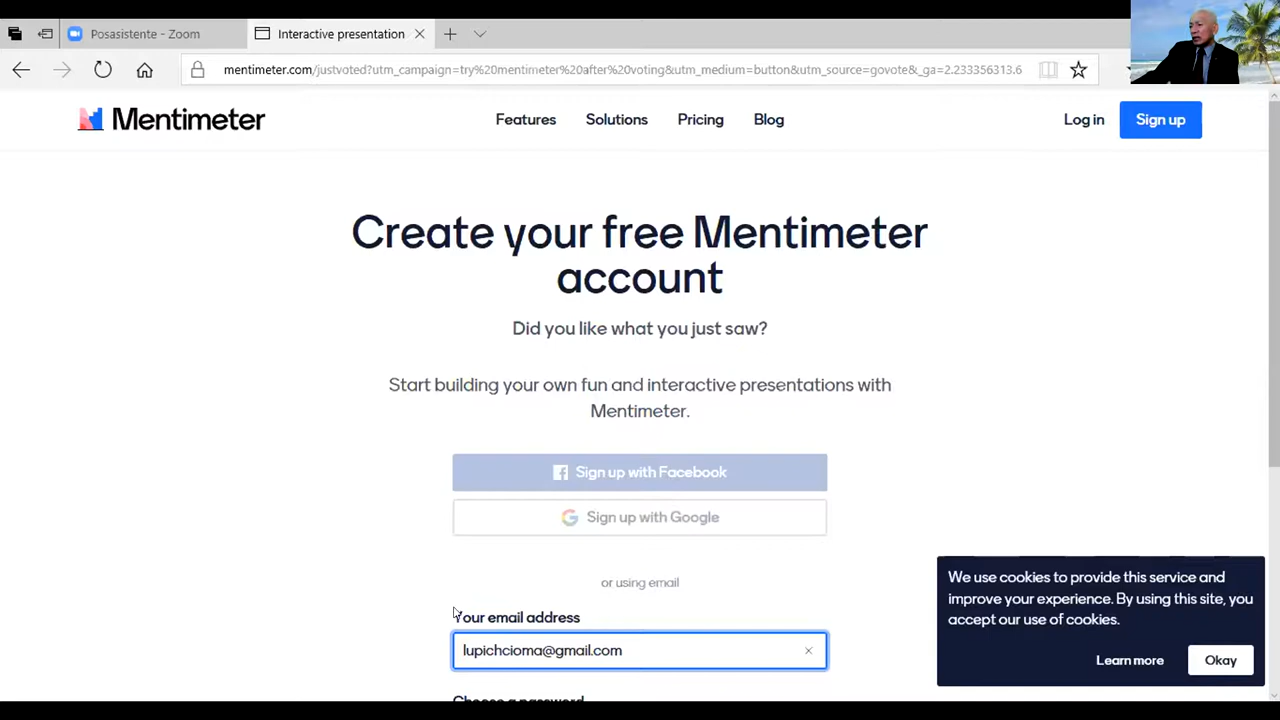 Posasistente - Zoom
Interactive presentation
mentimeter.com/justvoted?utm_campaign=try%20mentimeter%20after%20voting&utm_medium=button&utm_source=govote&_ga=2.233356313.6
Mentimeter
Features
Solutions
Pricing
Blog
Log in
Sign up
Create your free Mentimeter
account
Did you like what you just saw?
Start building your own fun and interactive presentations with
Mentimeter.
Sign up with Facebook
Sign up with Google
or using email
Your email address
lupichcioma@gmail.com
Choose a password
We use cookies to provide this service and
improve your experience. By using this site, you
accept our use of cookies.
Learn more
Okay